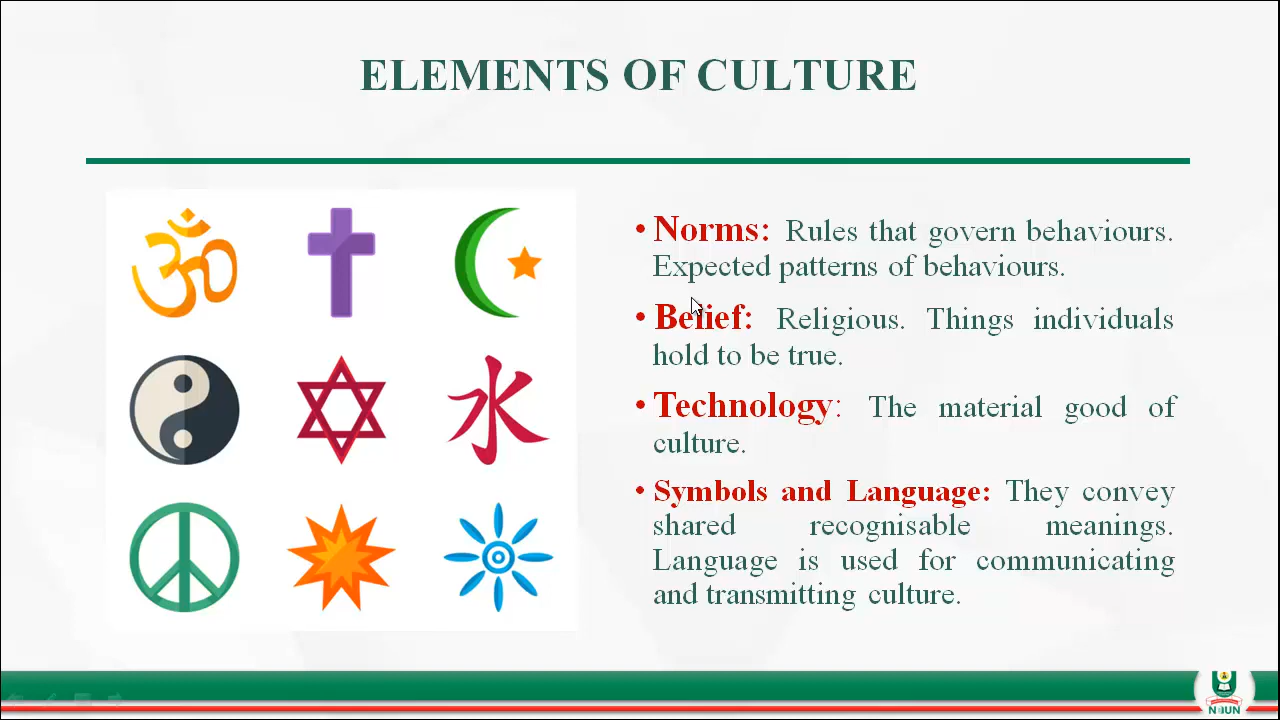 ELEMENTS OF CULTURE
• Norms: Rules that govern behaviours.
Expected patterns of behaviours.
• Belief: Religious. Things individuals
hold to be true.
• Technology: The material good of
culture.
• Symbols and Language: They convey
shared recognisable meanings.
Language is used for communicating
and transmitting culture.
ॐ
水
NOUN